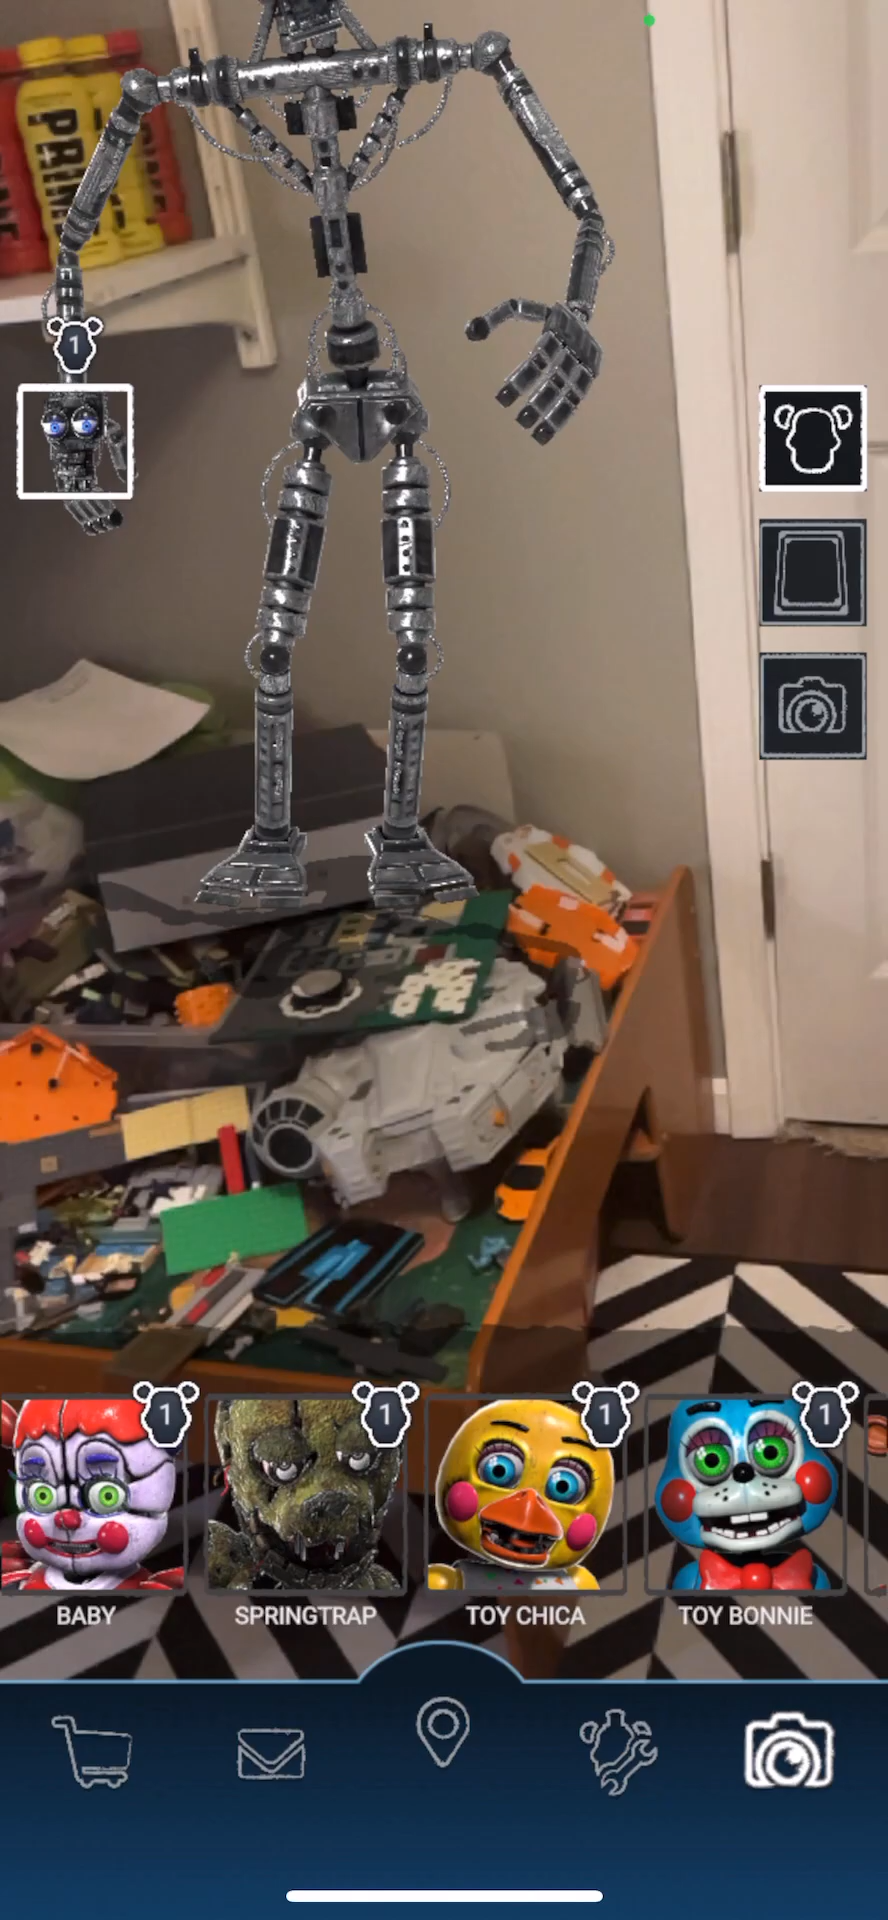 PRIME
1
1
1
1
1
BABY
SPRINGTRAP
TOY CHICA
TOY BONNIE